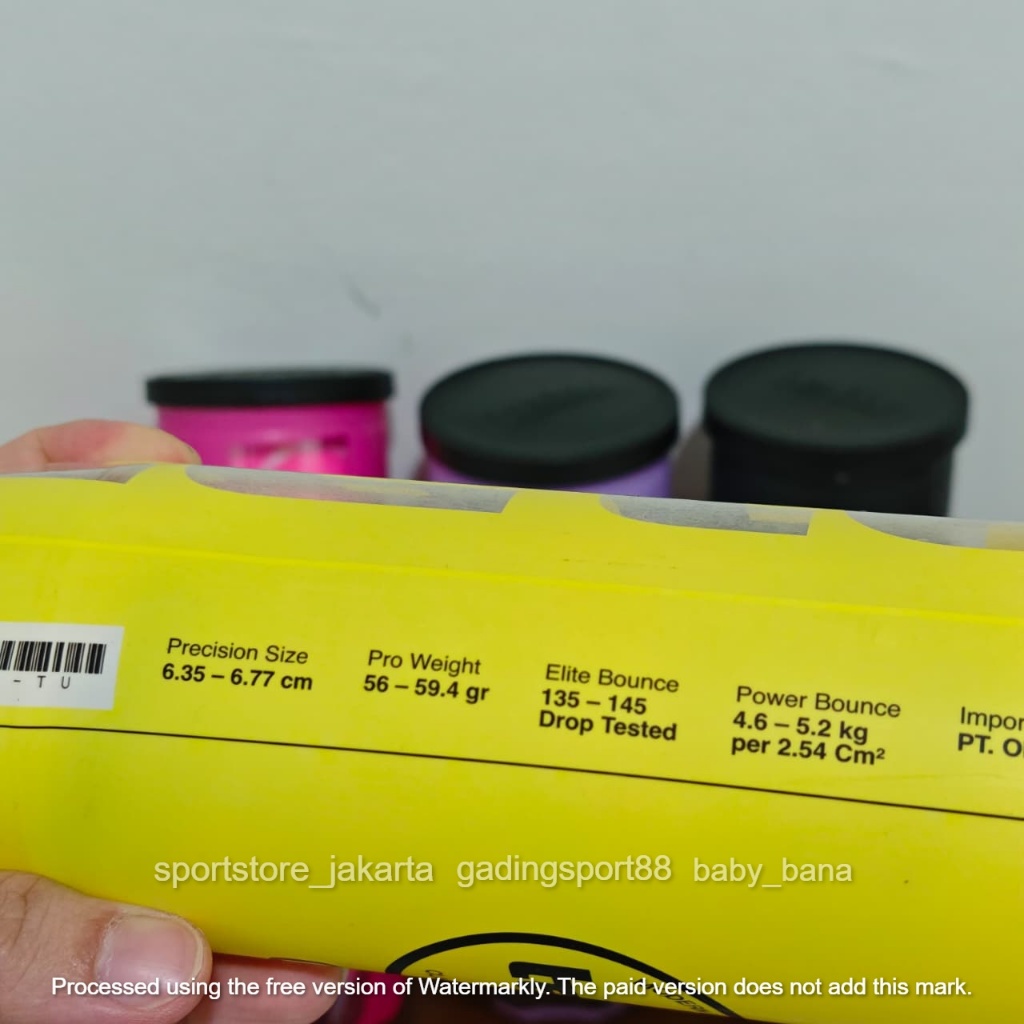 - T U
Precision Size
6.35 – 6.77 cm
Pro Weight
56 – 59.4 gr
Elite Bounce
135 – 145
Drop Tested
Power Bounce
4.6 – 5.2 kg
per 2.54 Cm²
PT.
sportstore_jakarta gadingsport88 baby_bana
Processed using the free version of Watermarkly. The paid version does not add this mark.